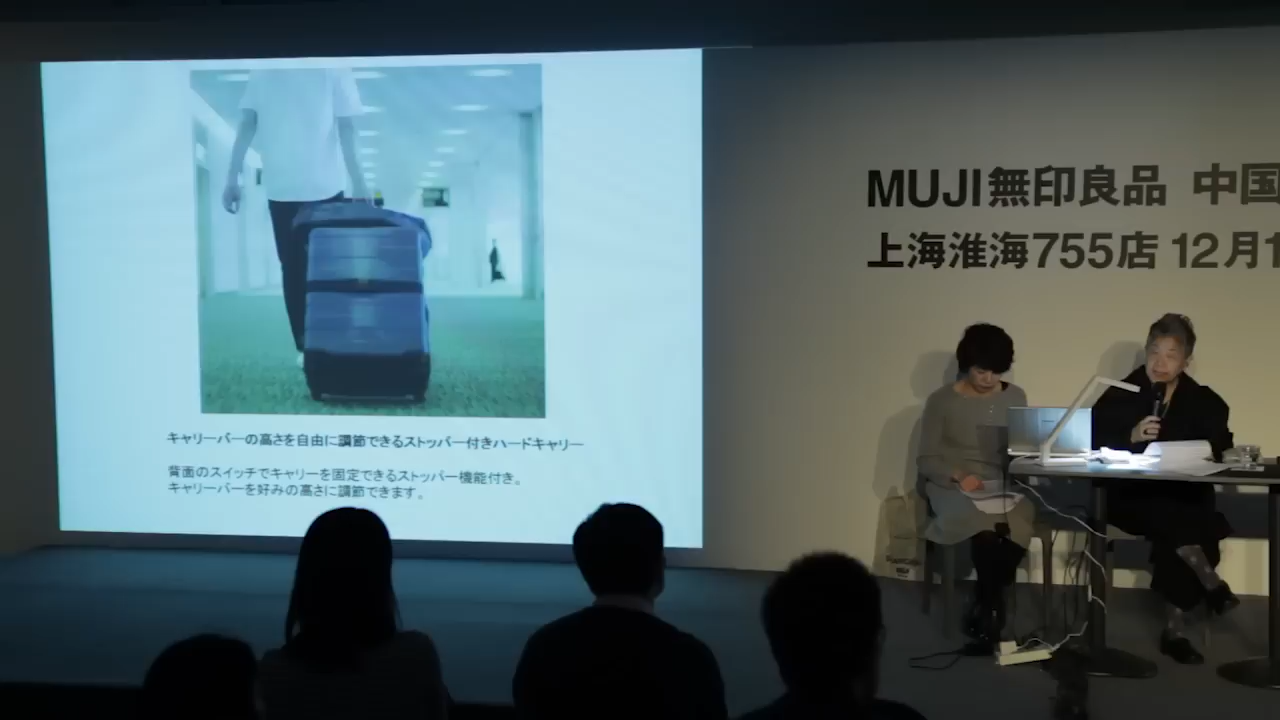 キャリーバーの高さを自由に調節できるストッパー付きハードキャリー
背面のスイッチでキャリーを固定できるストッパー機能付き。
キャリーバーを好みの高さに調節できます。
MUJI無印良品 中国
上海淮海755店 12月1